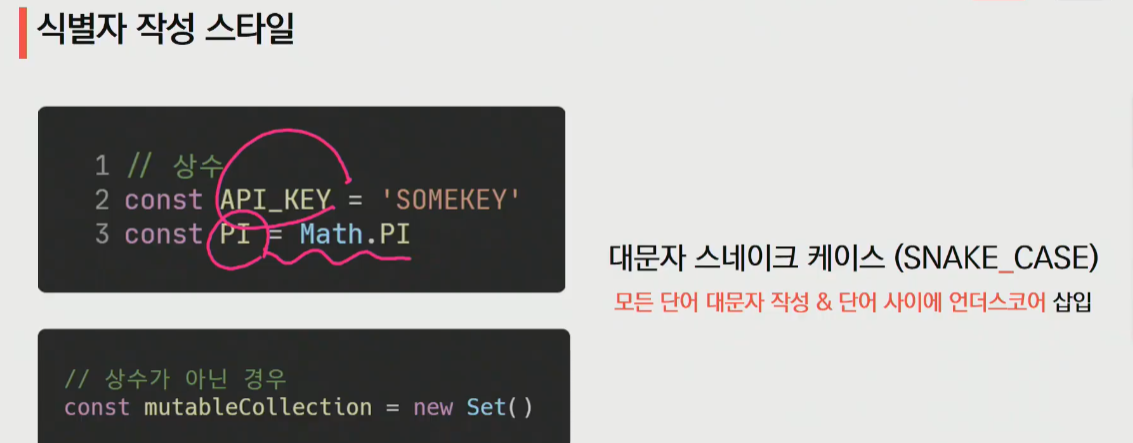 식별자 작성 스타일
1 // 상수
2 const API_KEY = 'SOMEKEY'
3 const PI = Math.PI
대문자 스네이크 케이스 (SNAKE_CASE)
모든 단어 대문자 작성 & 단어 사이에 언더스코어 삽입
// 상수가 아닌 경우
const mutableCollection = new Set()